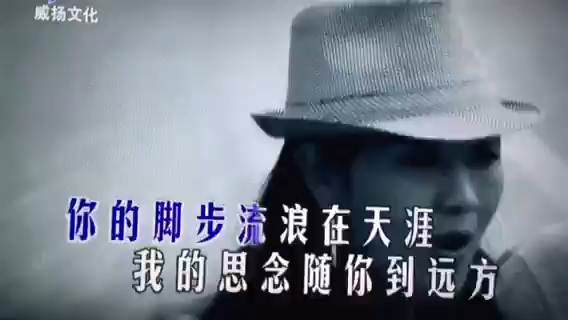 威扬文化
你的脚步流浪在天涯
我的思念随你到远方